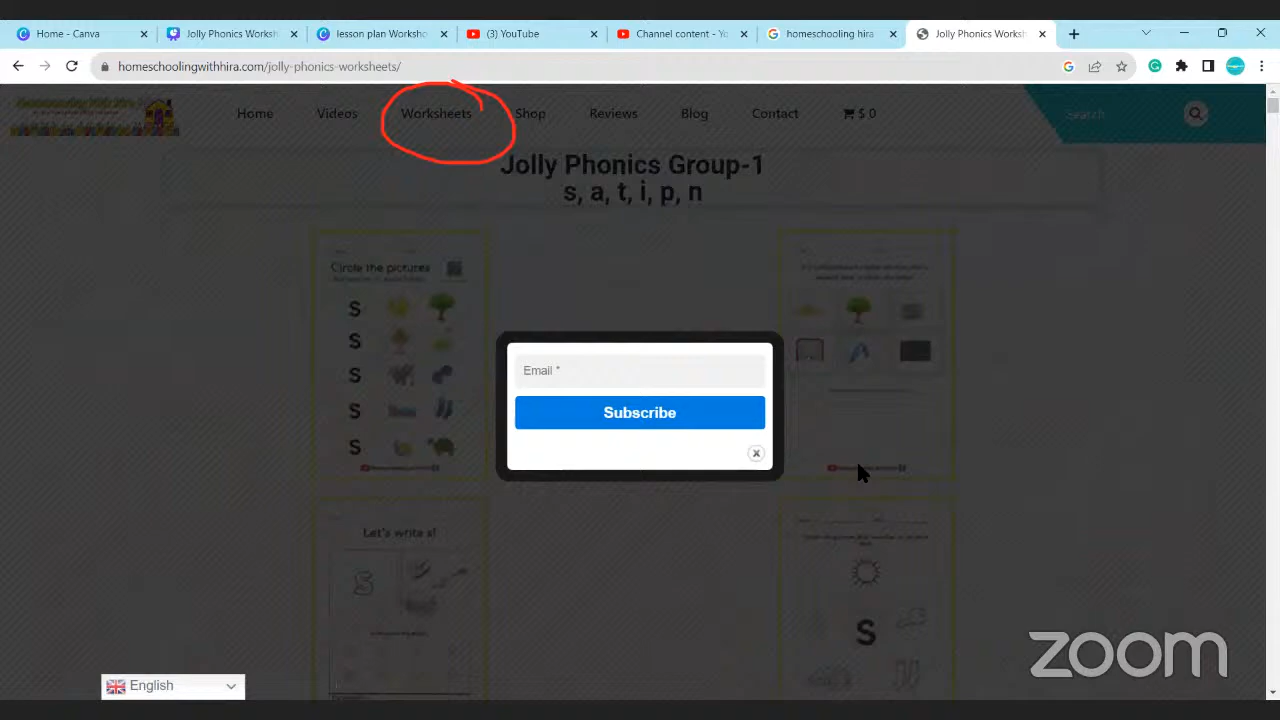 Home - Canva
Jolly Phonics Worksh
lesson plan Worksho
(3) YouTube
Channel content - Yo
homeschooling hira
Jolly Phonics Worksh
homeschoolingwithhira.com/jolly-phonics-worksheets/
Home
Videos
Worksheets
Shop
Reviews
Blog
Contact
$ 0
Search
Jolly Phonics Group-1
s, a, t, i, p, n
Circle the pictures
S
S
S
S
S
Email *
Subscribe
Let's write s!
S
S
English
zoom